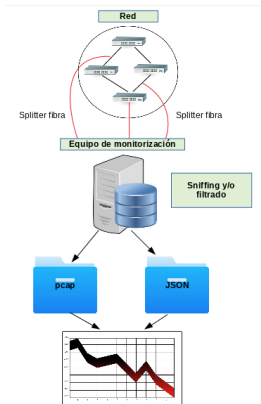 Red
Splitter fibra
Splitter fibra
Equipo de monitorización
Sniffing y/o
filtrado
pcap
JSON